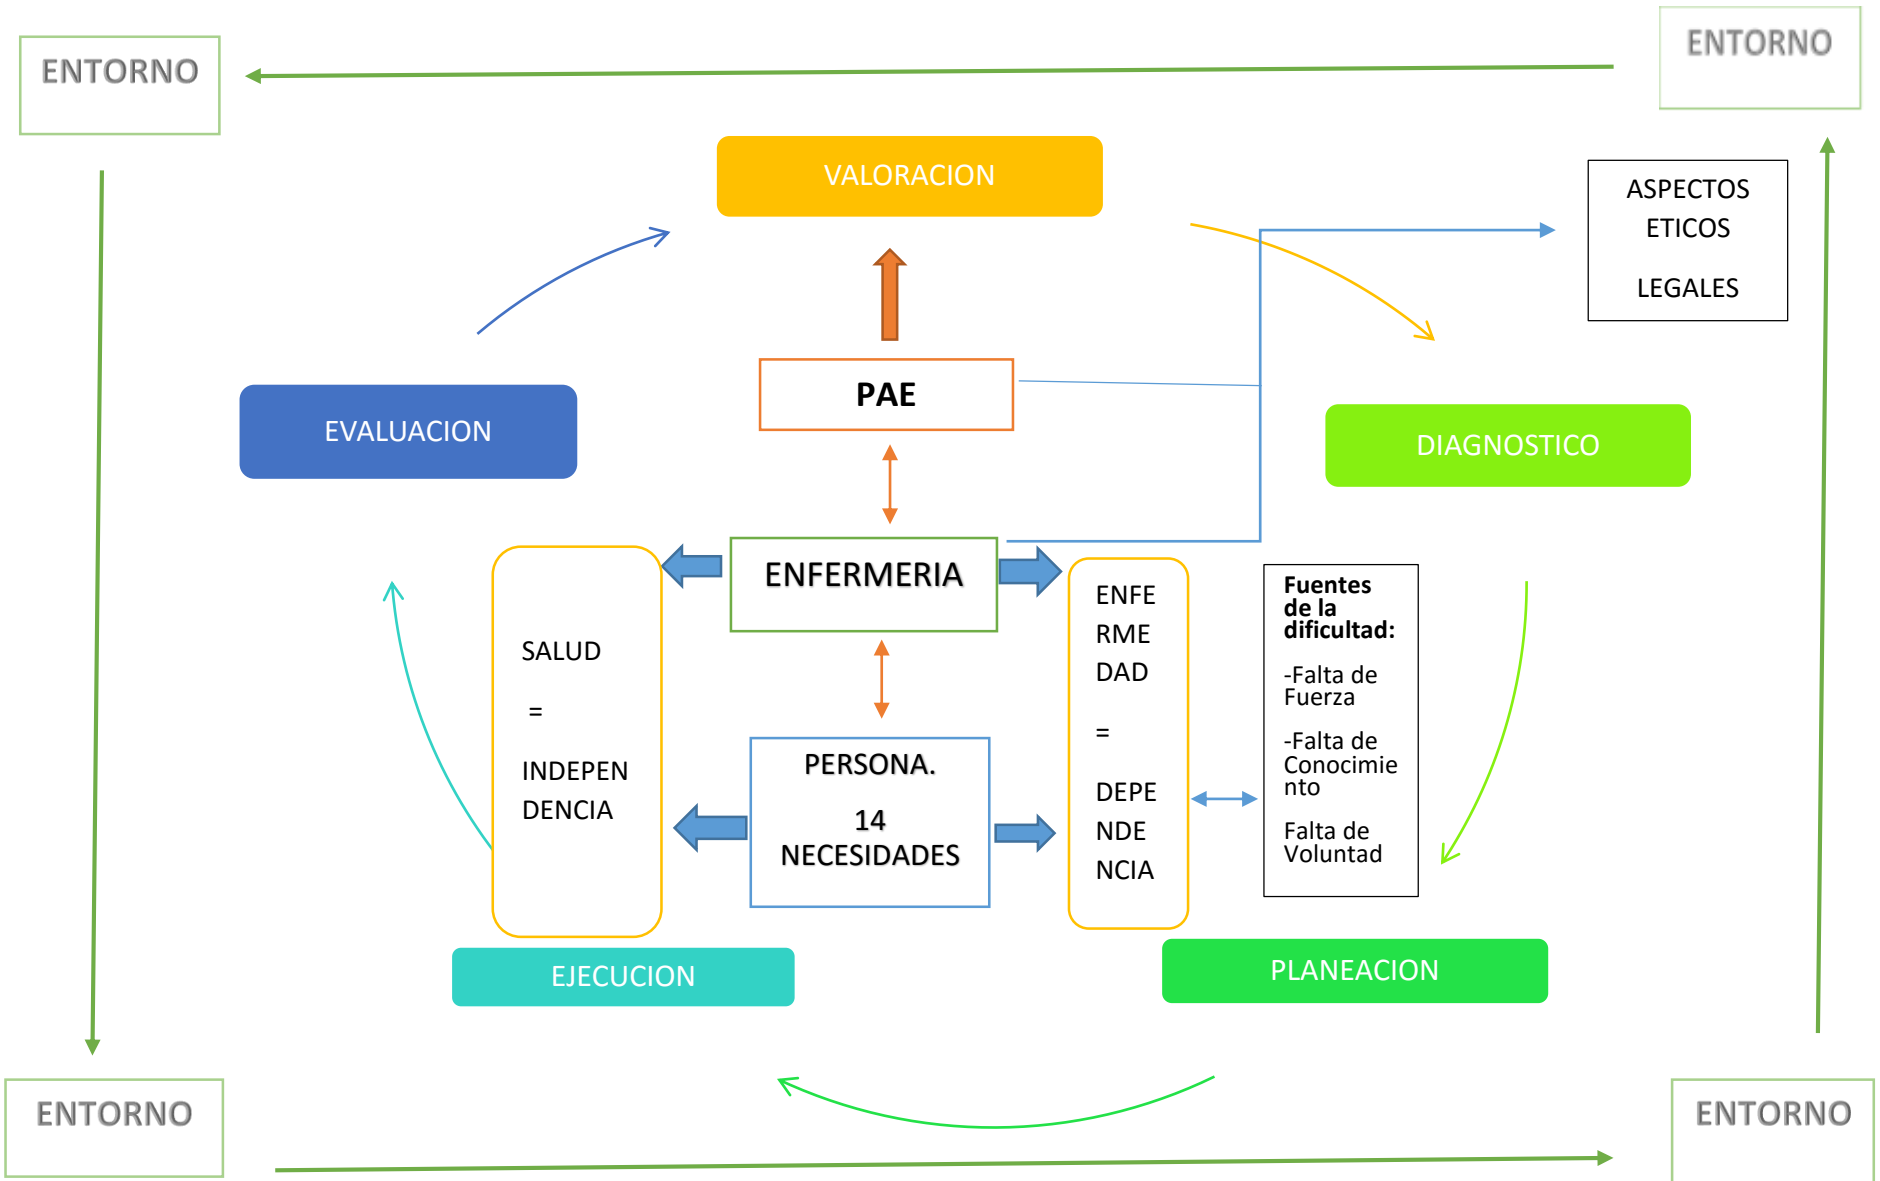 ENTORNO
ENTORNO
VALORACION
ASPECTOS
ETICOS
LEGALES
PAE
EVALUACION
DIAGNOSTICO
ENFERMERIA
SALUD
=
INDEPEN
DENCIA
ENFE
RME
DAD
=
DEPE
NDE
NCIA
Fuentes
de la
dificultad:
-Falta de
Fuerza
-Falta de
Conocimie
nto
Falta de
Voluntad
PERSONA.
14
NECESIDADES
EJECUCION
PLANEACION
ENTORNO
ENTORNO